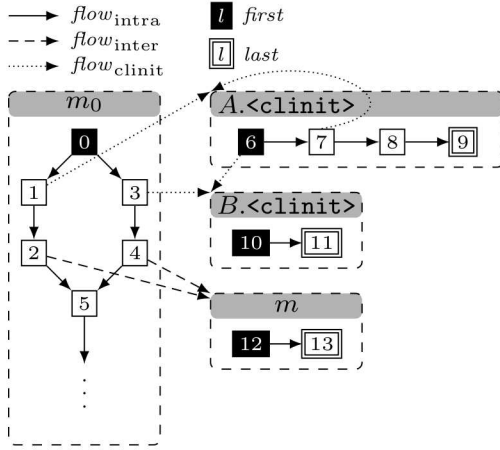 flow_intra
flow_inter
flow_clinit
l first
l last
m_0
0
1
3
2
4
5
⋮
A.<clinit>
6
7
8
9
B.<clinit>
10
11
m
12
13